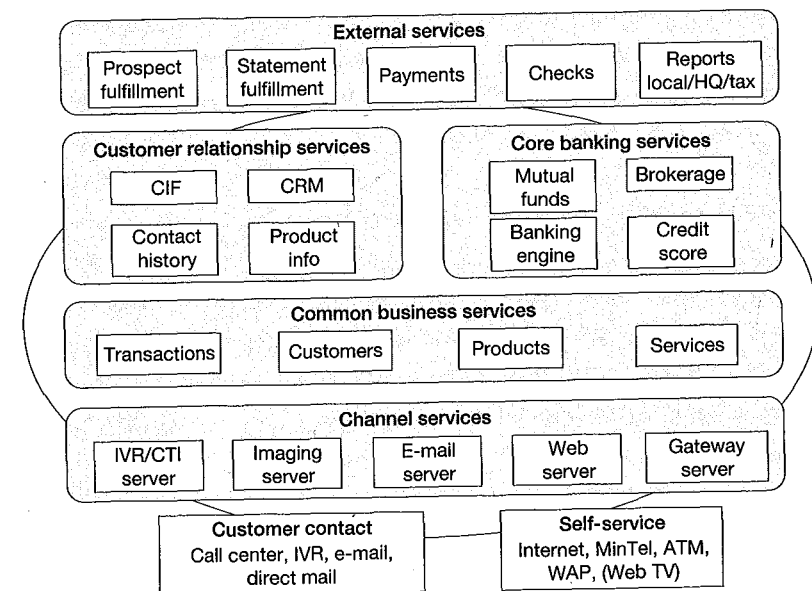 External services
Prospect
fulfillment
Statement
fulfillment
Payments
Checks
Reports
local/HQ/tax
Customer relationship services
CIF
CRM
Contact
history
Product
info
Core banking services
Mutual
funds
Brokerage
Banking
engine
Credit
score
Common business services
Transactions
Customers
Products
Services
Channel services
IVR/CTI
server
Imaging
server
E-mail
server
Web
server
Gateway
server
Customer contact
Call center, IVR, e-mail,
direct mail
Self-service
Internet, MinTel, ATM,
WAP, (Web TV)